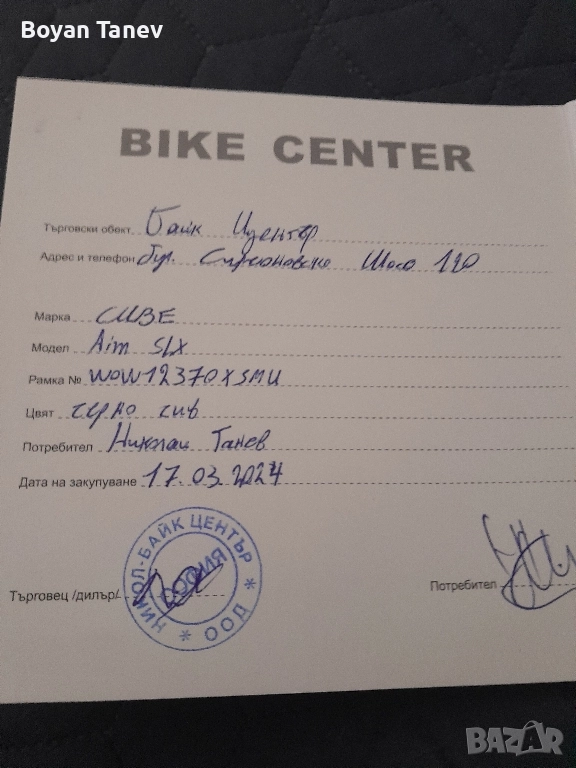 Boyan Tanev
BIKE CENTER
Търговски обект Байк Център
Адрес и телефон бул. Симеоновско Шосе 120
Марка CUBE
Модел Aim SLX
Рамка № WOW12370XSMU
Цвят черно сив
Потребител Николай Танев
Дата на закупуване 17.03.2024
НИКОЛ-БАЙК ЦЕНТЪР ООД
СОФИЯ
Търговец /дилър/
Потребител
BAZAR